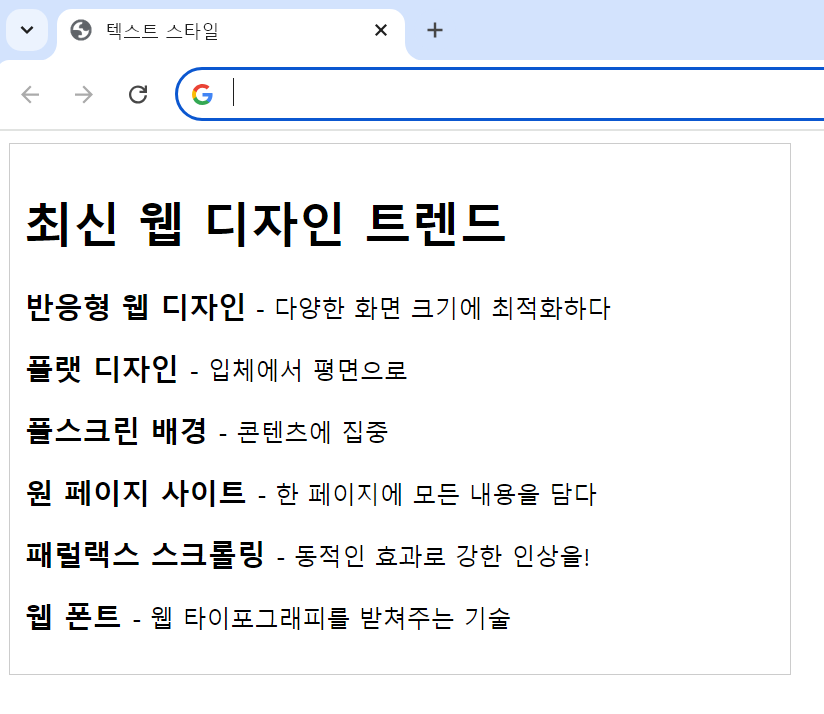 텍스트 스타일
최신 웹 디자인 트렌드
반응형 웹 디자인 - 다양한 화면 크기에 최적화하다
플랫 디자인 - 입체에서 평면으로
풀스크린 배경 - 콘텐츠에 집중
원 페이지 사이트 - 한 페이지에 모든 내용을 담다
패럴랙스 스크롤링 - 동적인 효과로 강한 인상을!
웹 폰트 - 웹 타이포그래피를 받쳐주는 기술